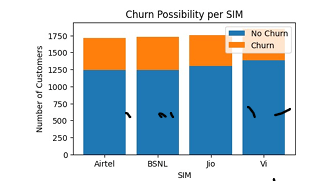 Churn Possibility per SIM
No Churn
Churn
Number of Customers
1750
1500
1250
1000
750
500
250
0
Airtel BSNL Jio Vi
SIM